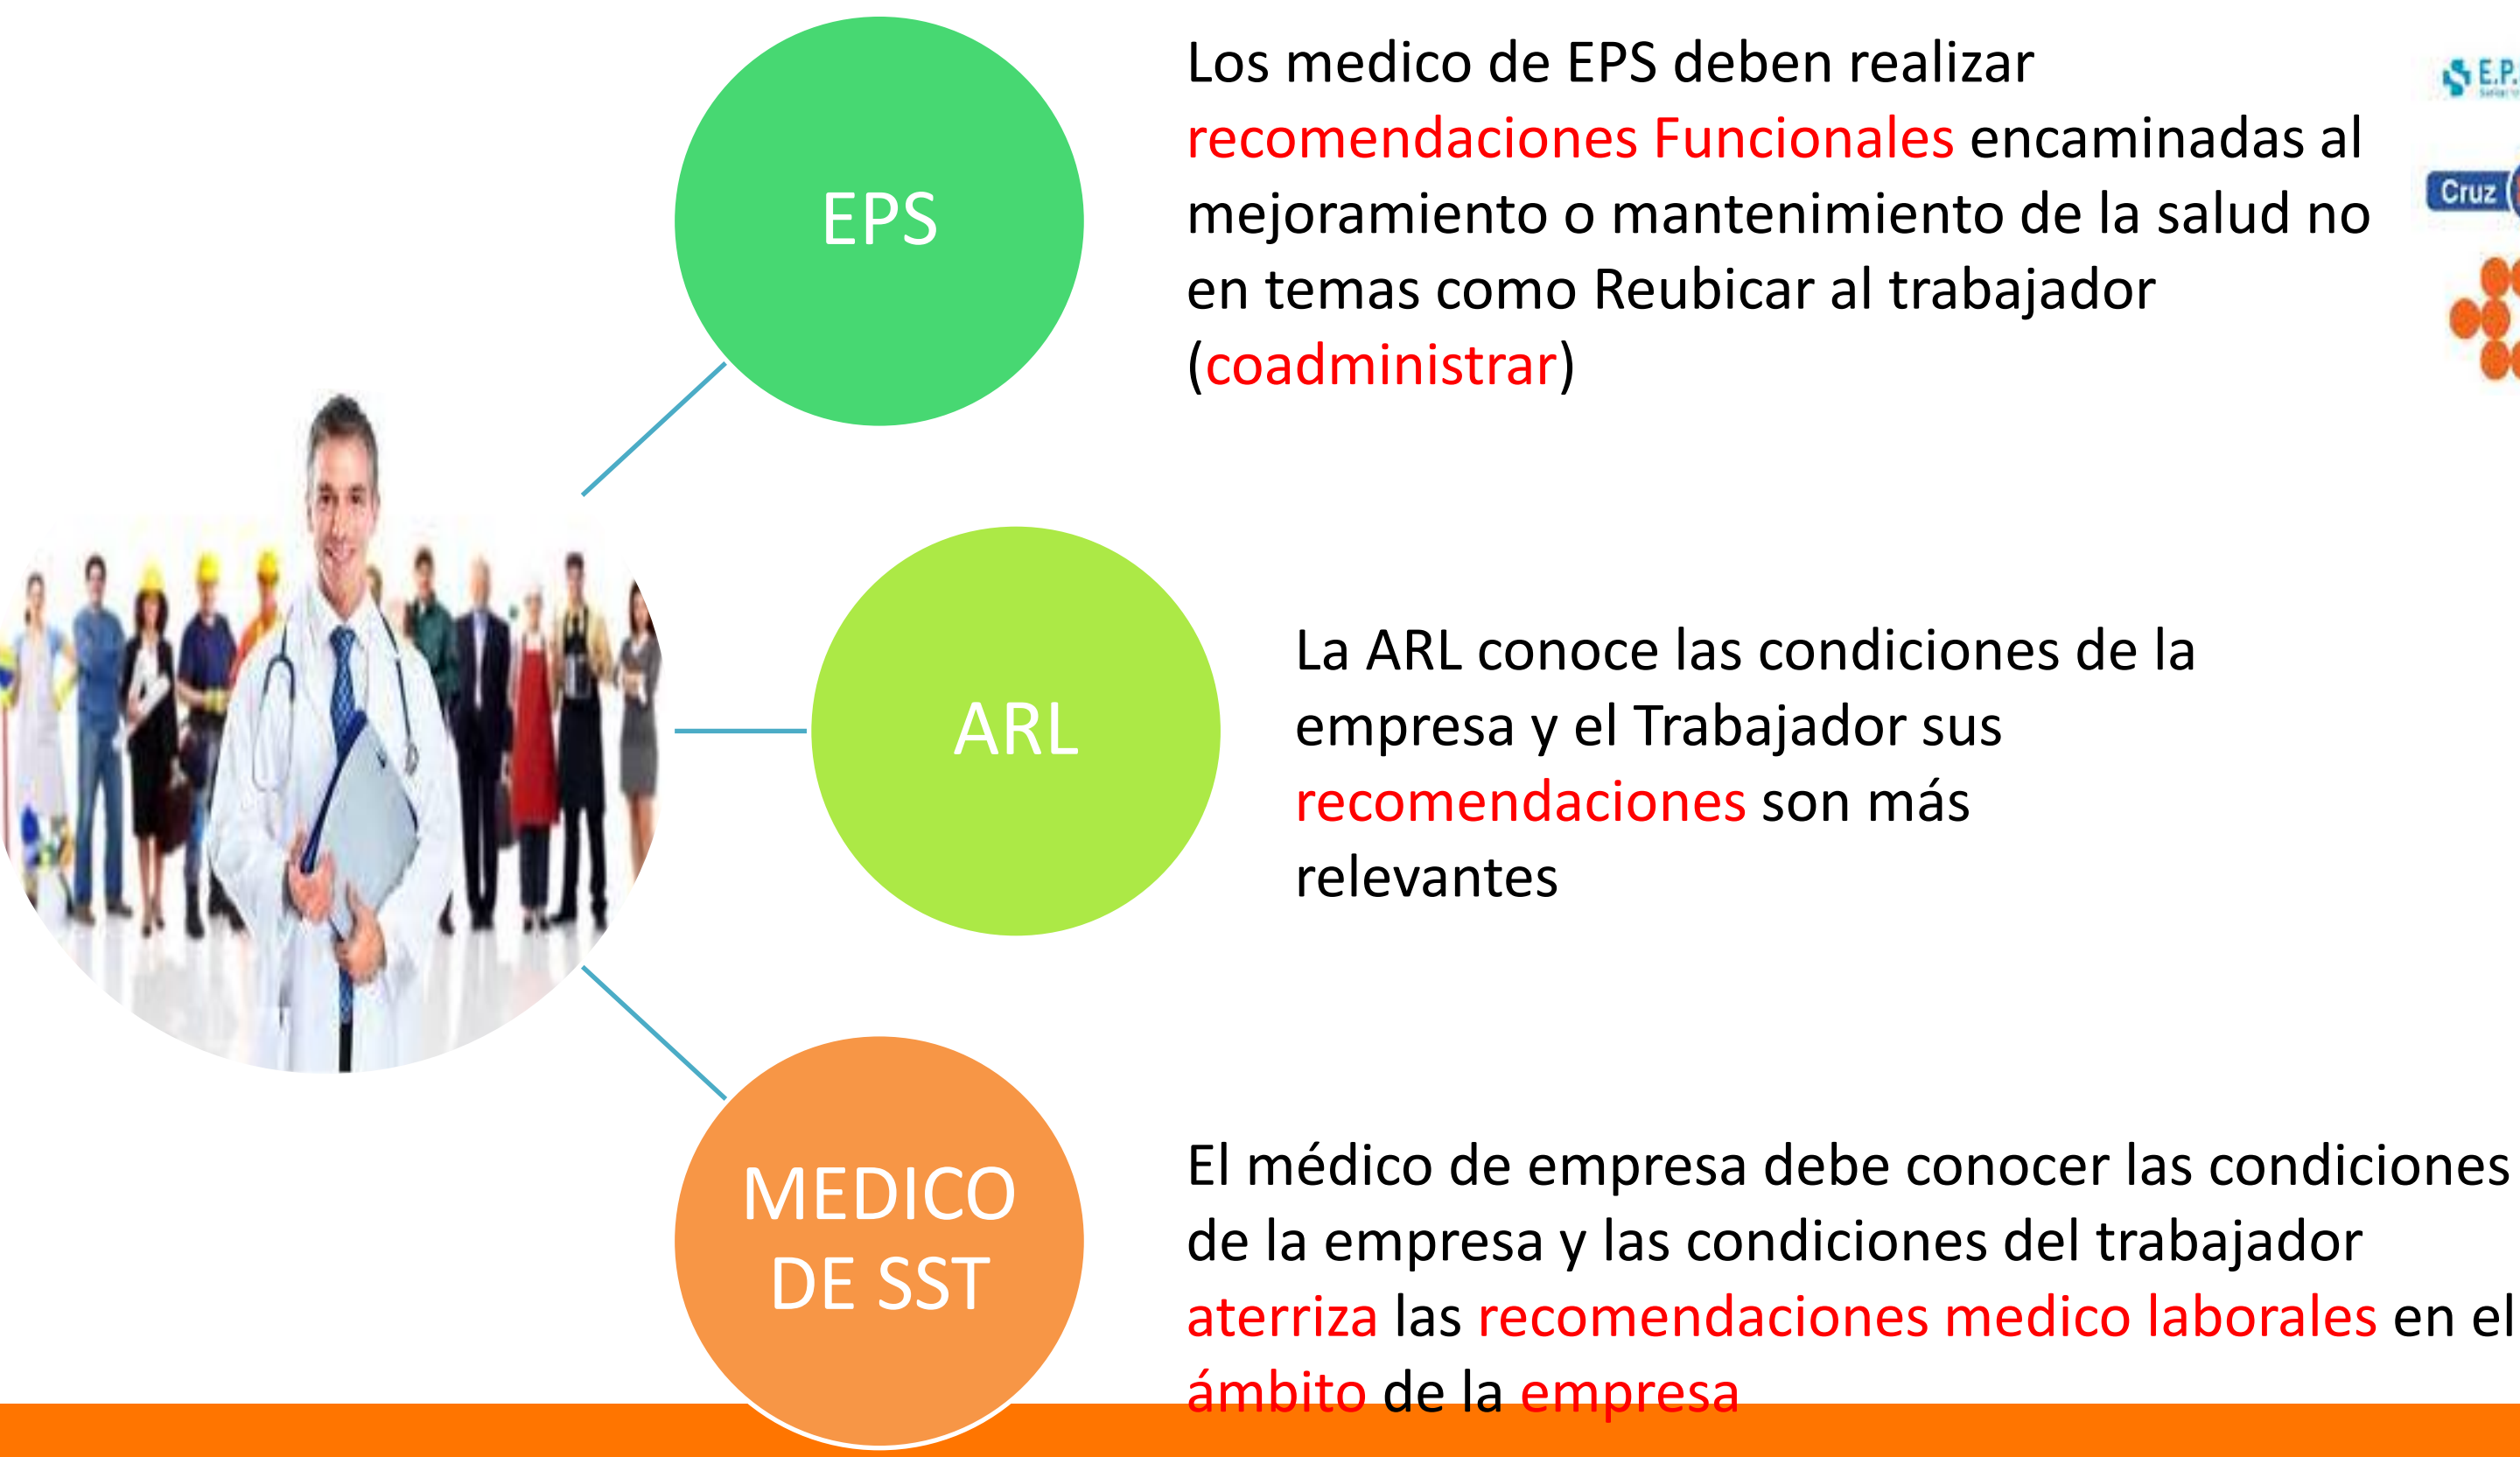 EPS
Los medico de EPS deben realizar
recomendaciones Funcionales encaminadas al
mejoramiento o mantenimiento de la salud no
en temas como Reubicar al trabajador
(coadministrar)
E.P.
Cruz
ARL
La ARL conoce las condiciones de la
empresa y el Trabajador sus
recomendaciones son más
relevantes
MEDICO
DE SST
El médico de empresa debe conocer las condiciones
de la empresa y las condiciones del trabajador
aterriza las recomendaciones medico laborales en el
ámbito de la empresa